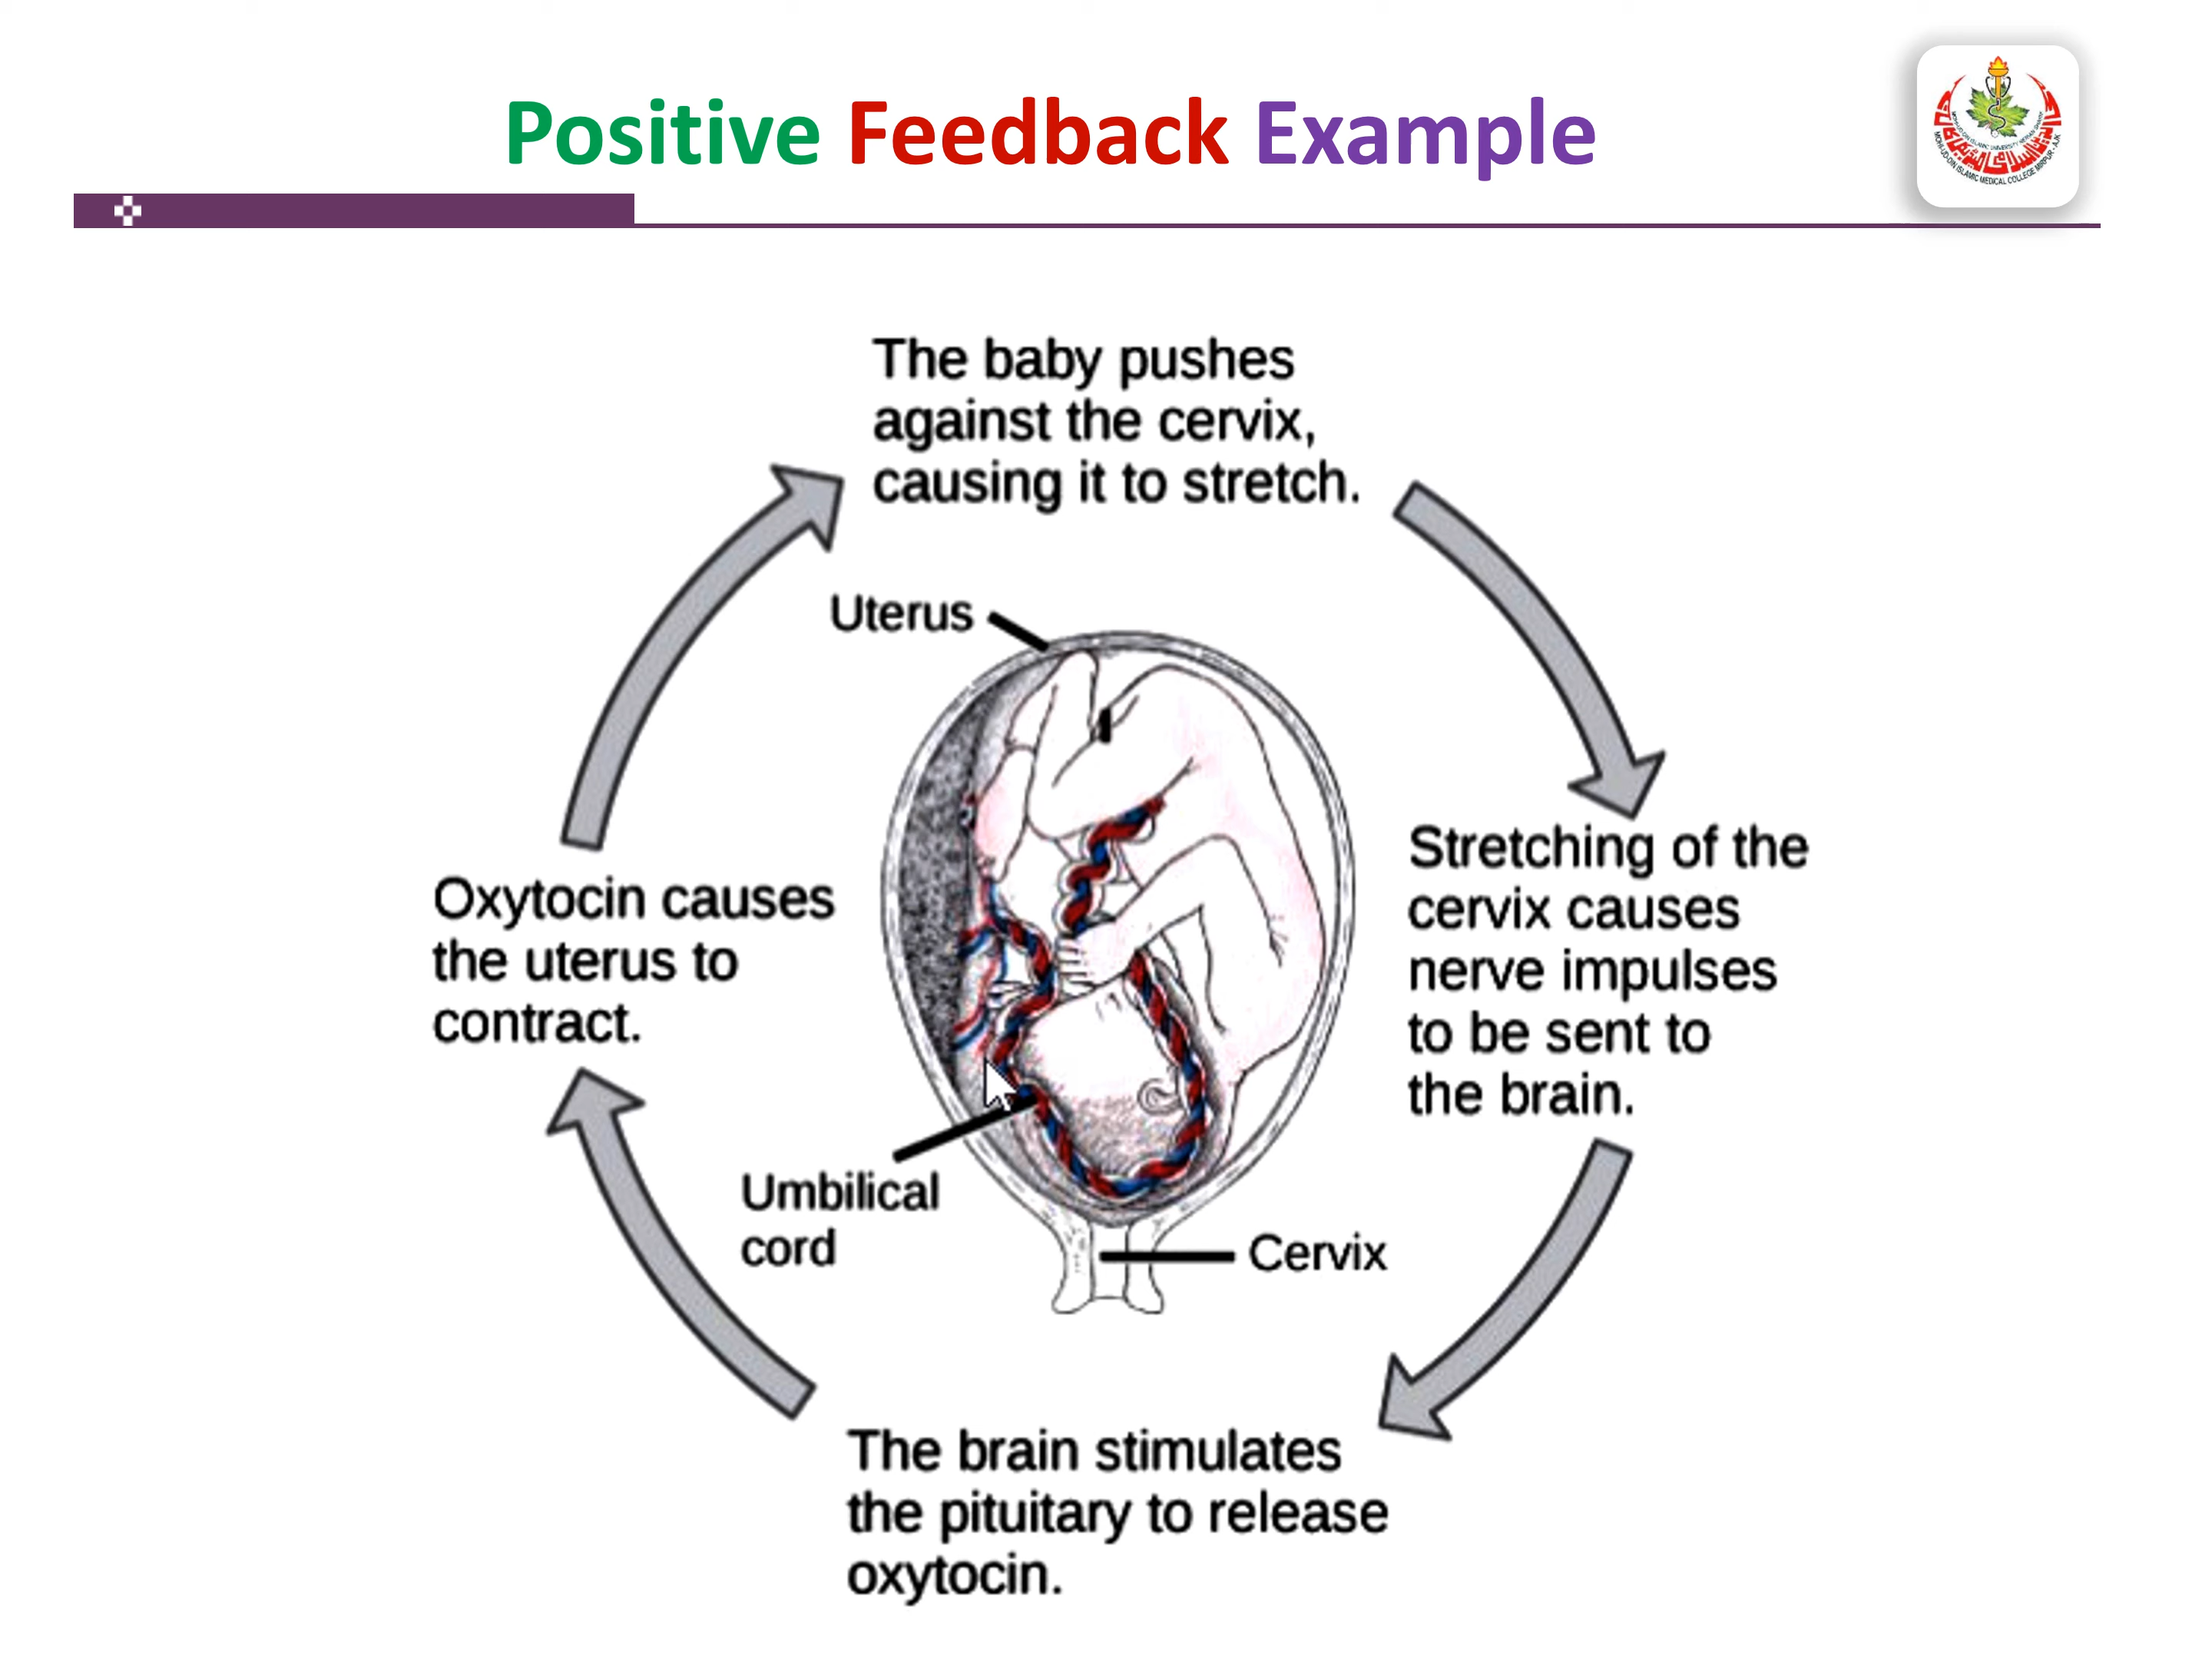 Positive Feedback Example
The baby pushes
against the cervix,
causing it to stretch.
Uterus
Stretching of the
cervix causes
nerve impulses
to be sent to
the brain.
Oxytocin causes
the uterus to
contract.
Umbilical
cord
Cervix
The brain stimulates
the pituitary to release
oxytocin.